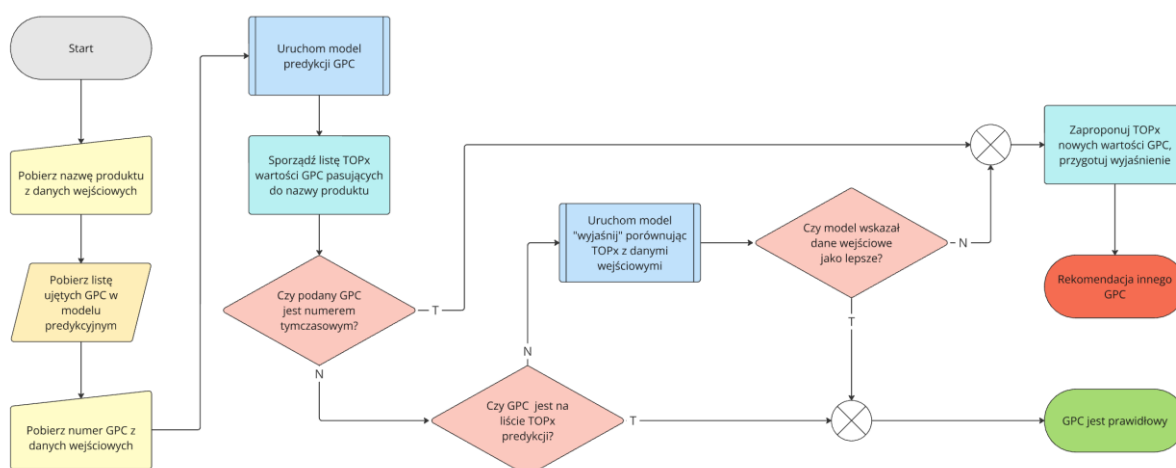 Start
Pobierz nazwę produktu
z danych wejściowych
Pobierz listę
ujętych GPC w
modelu
predykcyjnym
Pobierz numer GPC z
danych wejściowych
Uruchom model
predykcji GPC
Sporządź listę TOPx
wartości GPC pasujących
do nazwy produktu
Czy podany GPC
jest numerem
tymczasowym?
T
N
Czy GPC jest na
liście TOPx
predykcji?
N
T
Uruchom model
"wyjaśnij" porównując
TOPx z danymi
wejściowymi
Czy model wskazał
dane wejściowe
jako lepsze?
N
T
Zaproponuj TOPx
nowych wartości GPC,
przygotuj wyjaśnienie
Rekomendacja innego
GPC
GPC jest prawidłowy